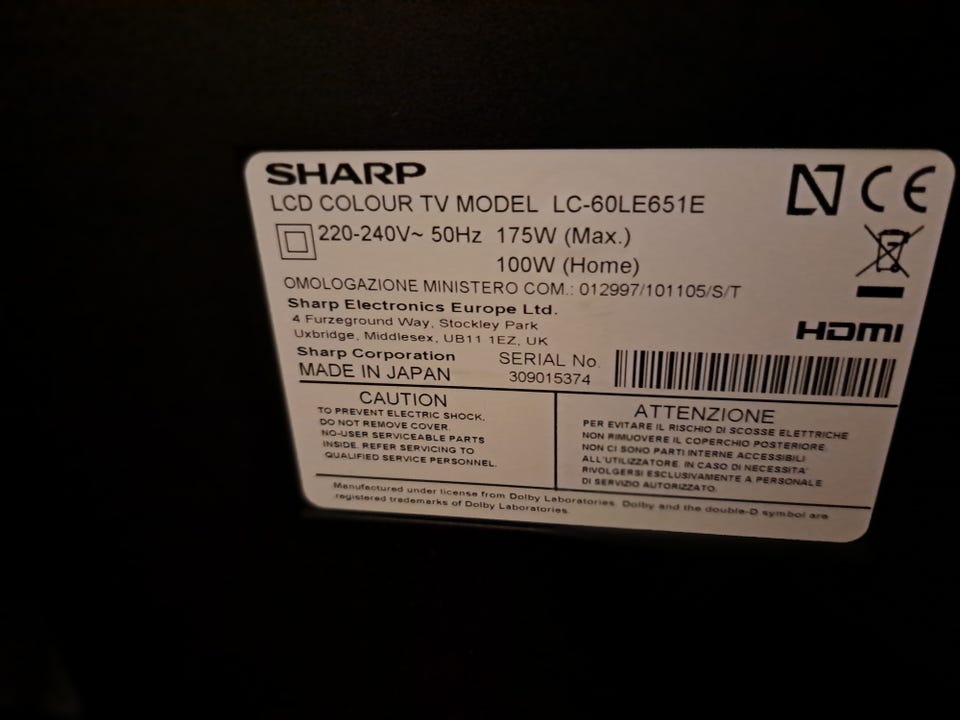 SHARP
LCD COLOUR TV MODEL LC-60LE651E
220-240V~ 50Hz 175W (Max.)
100W (Home)
OMOLOGAZIONE MINISTERO COM.: 012997/101105/S/T
Sharp Electronics Europe Ltd.
4 Furzeground Way, Stockley Park
Uxbridge, Middlesex, UB11 1EZ, UK
Sharp Corporation
MADE IN JAPAN
SERIAL No.
309015374
CE
HDMI
CAUTION
TO PREVENT ELECTRIC SHOCK,
DO NOT REMOVE COVER.
NO-USER SERVICEABLE PARTS
INSIDE. REFER SERVICING TO
QUALIFIED SERVICE PERSONNEL.
ATTENZIONE
PER EVITARE IL RISCHIO DI SCOSSE ELETTRICHE
NON RIMUOVERE IL COPERCHIO POSTERIORE.
NON CI SONO PARTI INTERNE ACCESSIBILI
ALL'UTILIZZATORE. IN CASO DI NECESSITA'
RIVOLGERSI ESCLUSIVAMENTE A PERSONALE
DI SERVIZIO AUTORIZZATO.
Manufactured under license from Dolby Laboratories. Dolby and the double-D symbol are
registered trademarks of Dolby Laboratories.